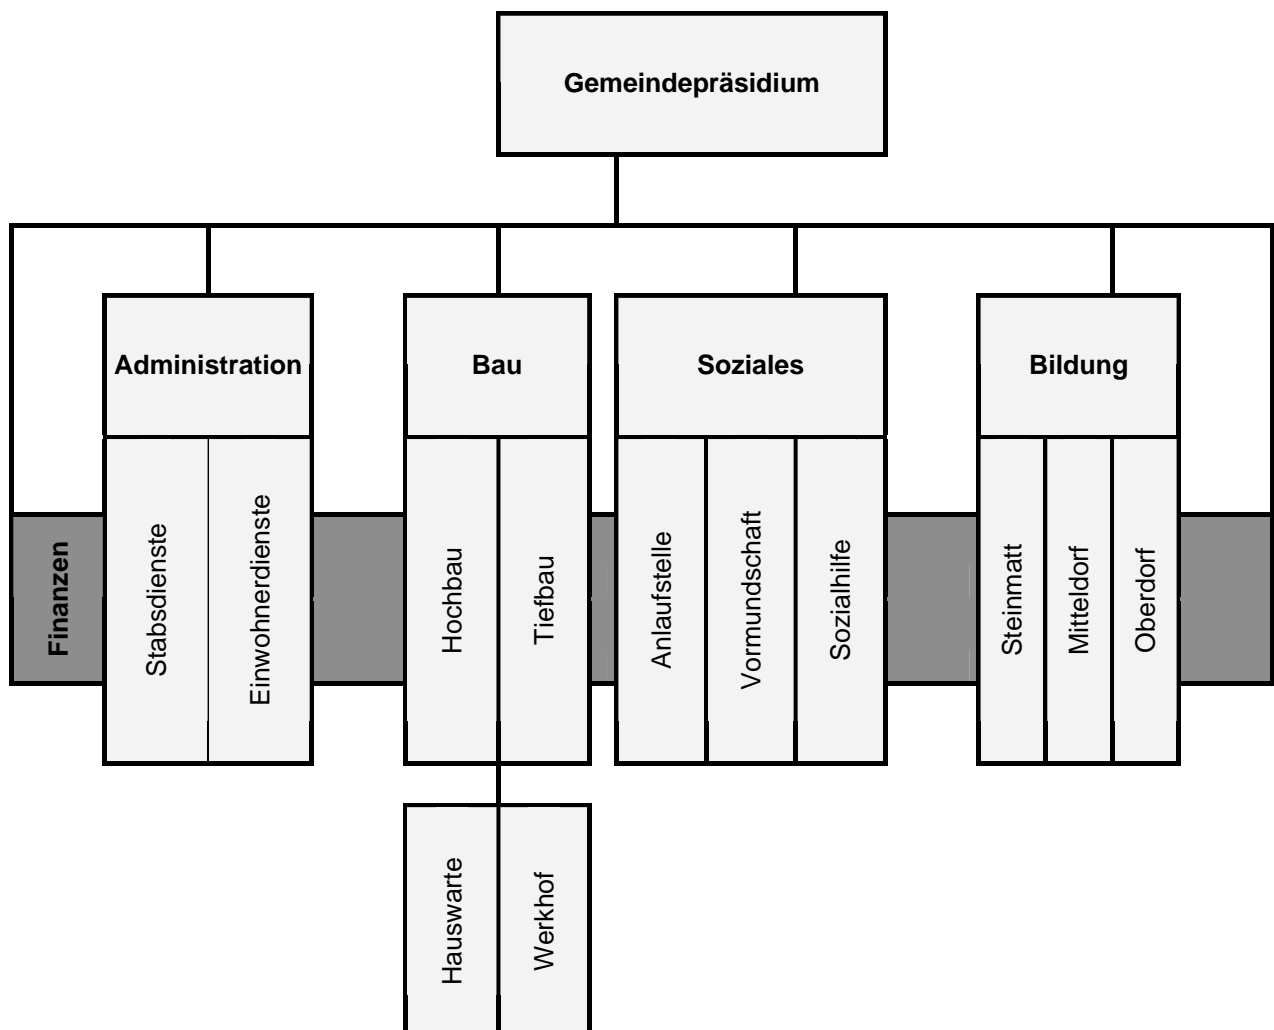 Gemeindepräsidium
Administration
Bau
Soziales
Bildung
Finanzen
Stabsdienste
Einwohnerdienste
Hochbau
Tiefbau
Anlaufstelle
Vormundschaft
Sozialhilfe
Steinmatt
Mitteldorf
Oberdorf
Hauswarte
Werkhof